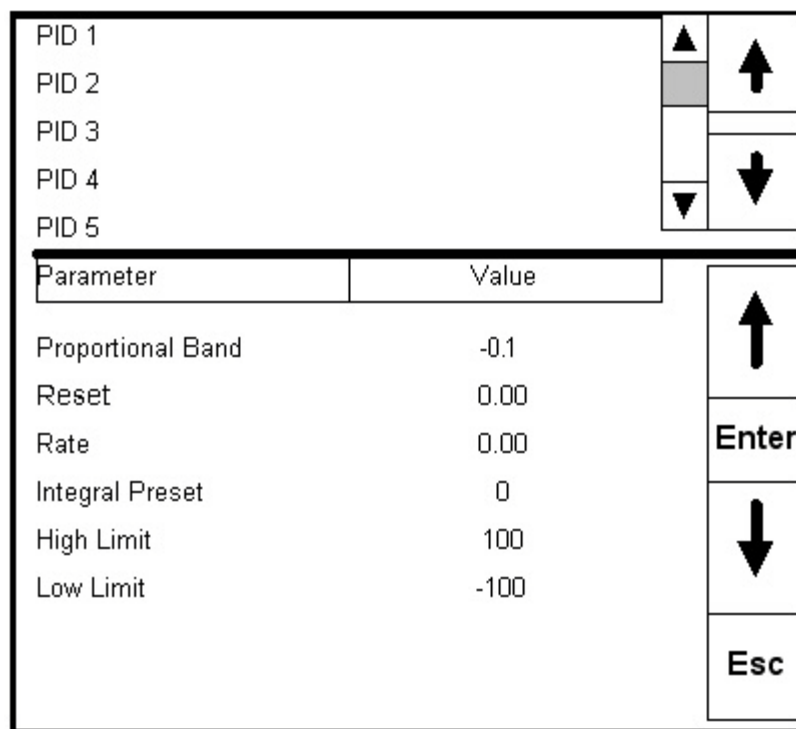 PID 1
PID 2
PID 3
PID 4
PID 5
Parameter Value
Proportional Band -0.1
Reset 0.00
Rate 0.00
Integral Preset 0
High Limit 100
Low Limit -100
Enter
Esc